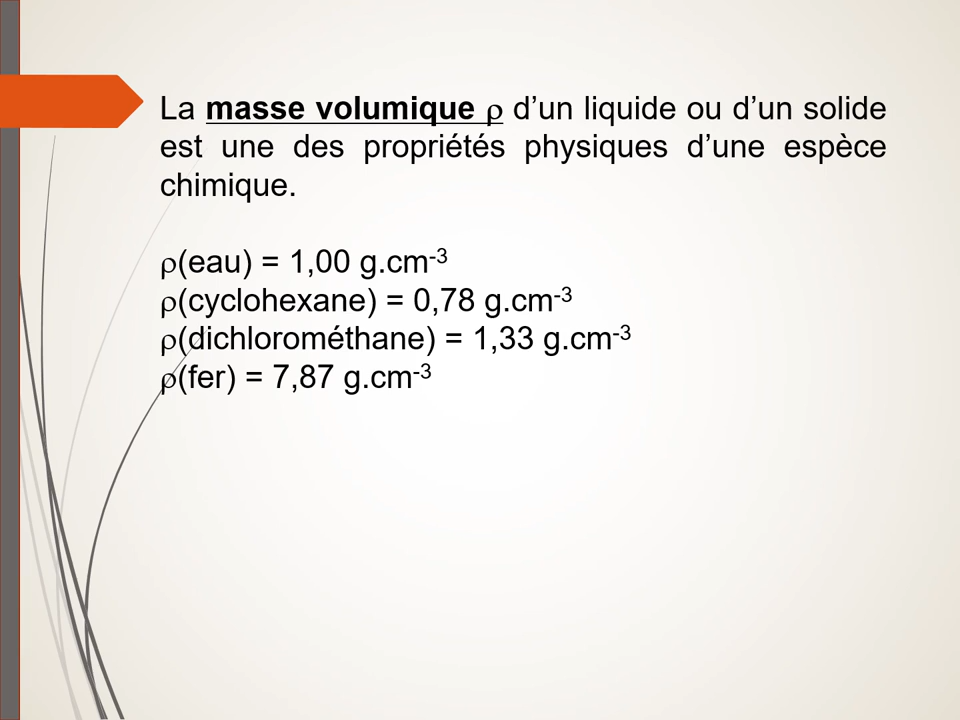 La masse volumique ρ d’un liquide ou d’un solide
est une des propriétés physiques d’une espèce
chimique.
ρ(eau) = 1,00 g.cm⁻³
ρ(cyclohexane) = 0,78 g.cm⁻³
ρ(dichlorométhane) = 1,33 g.cm⁻³
ρ(fer) = 7,87 g.cm⁻³